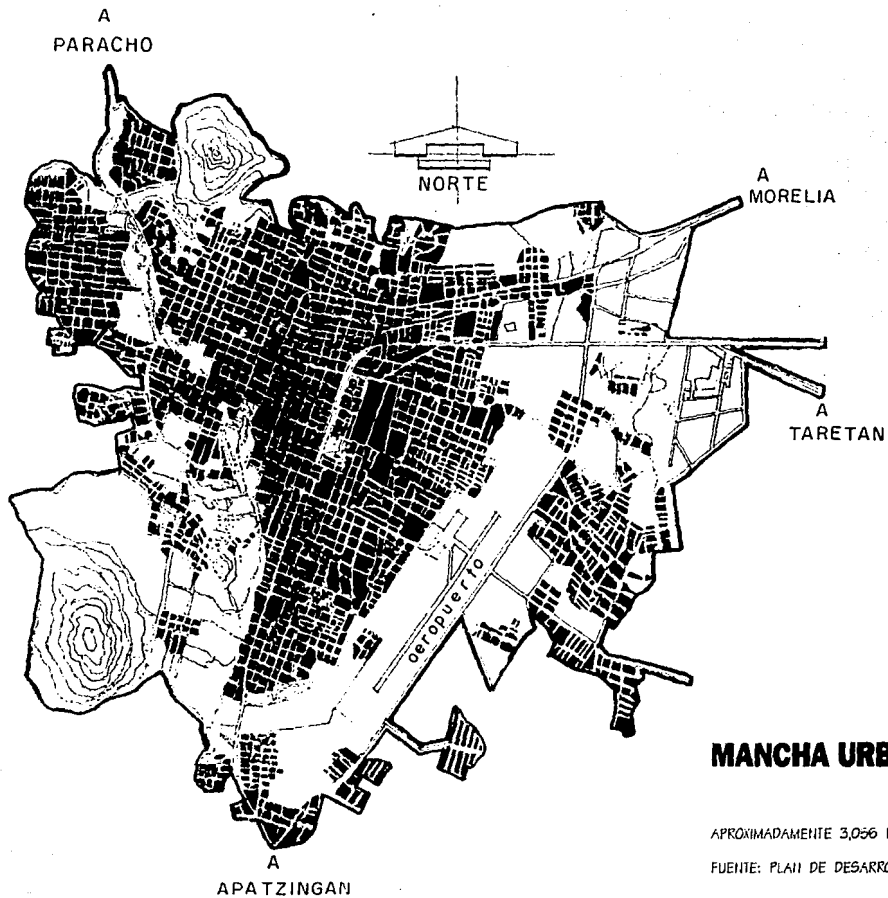 A
PARACHO
NORTE
A
MORELIA
A
TARETAN
aeropuerto
MANCHA URB
APROXIMADAMENTE 3,056
FUENTE: PLAN DE DESARRO
A
APATZINGAN